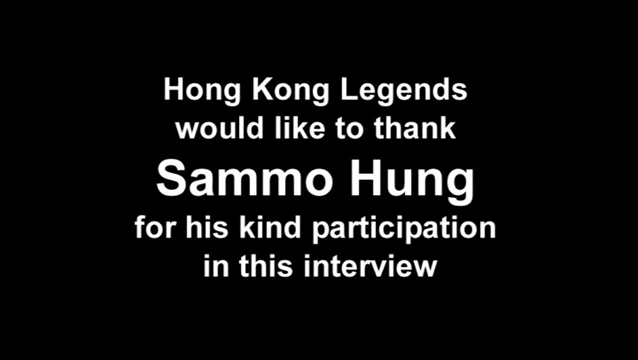 Hong Kong Legends
would like to thank
Sammo Hung
for his kind participation
in this interview